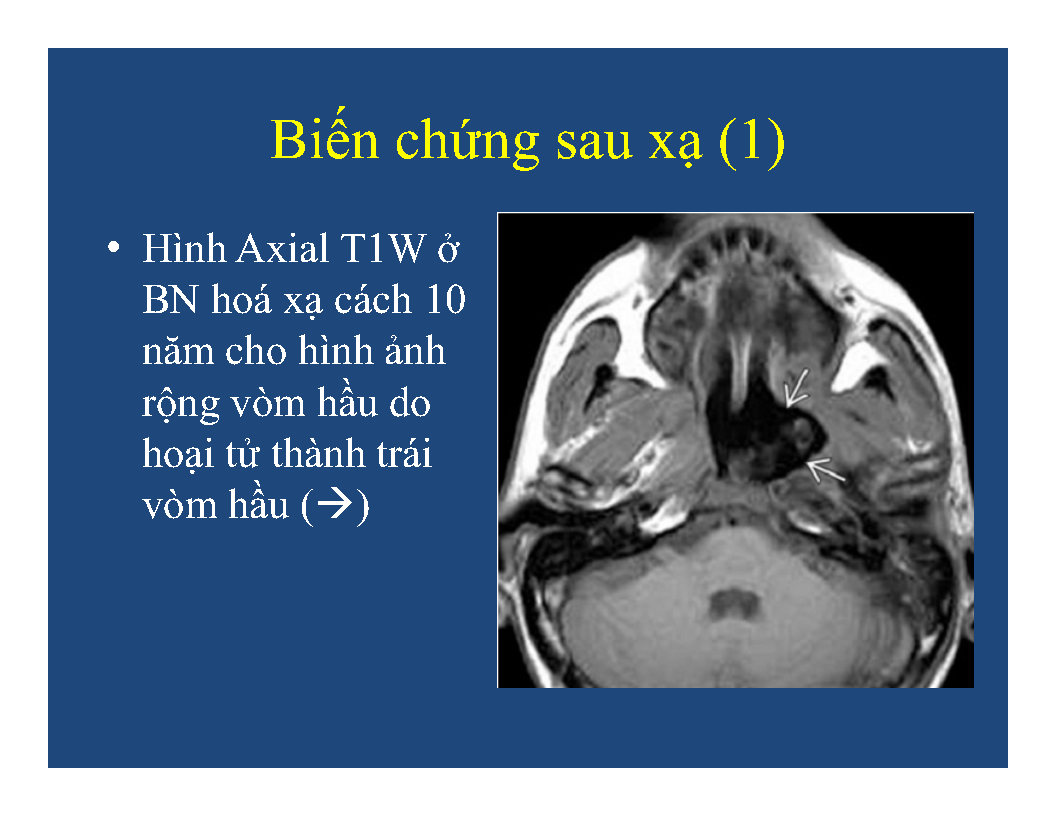 Biến chứng sau xạ (1)
• Hình Axial T1W ở
BN hoá xạ cách 10
năm cho hình ảnh
rộng vòm hầu do
hoại tử thành trái
vòm hầu (→)